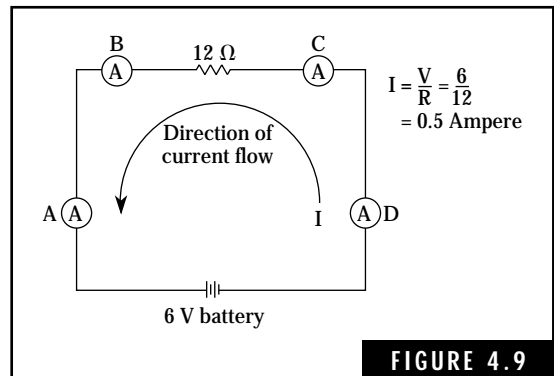 B
12 Ω
C
A
A
I = V/R = 6/12
= 0.5 Ampere
Direction of
current flow
A
A
I
A
D
6 V battery
FIGURE 4.9